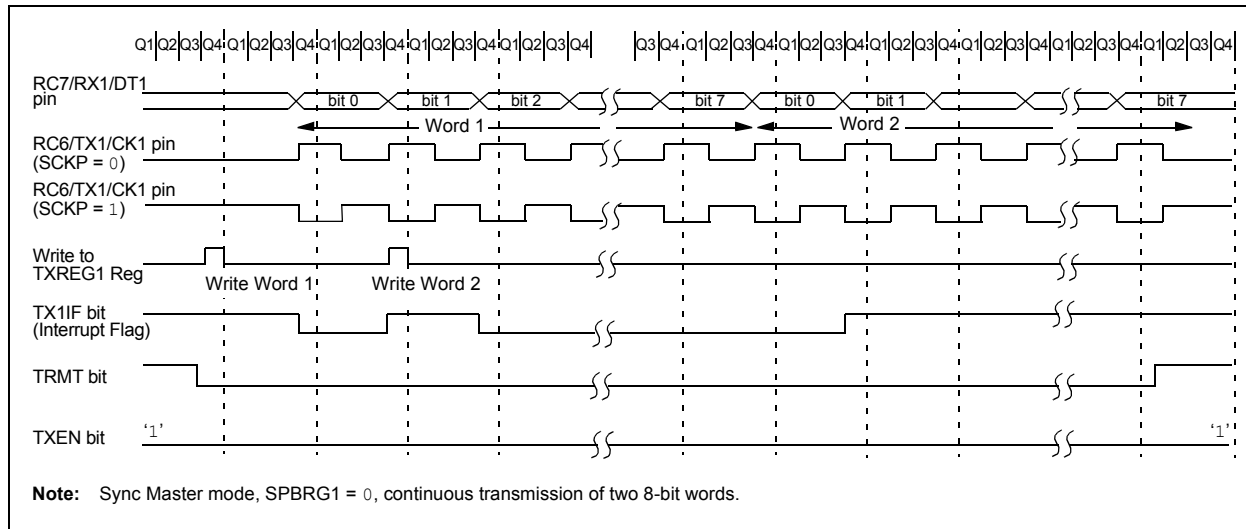 Q1 Q2 Q3 Q4 Q1 Q2 Q3 Q4 Q1 Q2 Q3 Q4 Q1 Q2 Q3 Q4 Q1 Q2 Q3 Q4 Q3 Q4 Q1 Q2 Q3 Q4 Q1 Q2 Q3 Q4 Q1 Q2 Q3 Q4 Q1 Q2 Q3 Q4 Q1 Q2 Q3 Q4 Q1 Q2 Q3 Q4
RC7/RX1/DT1
pin
bit 0 bit 1 bit 2 bit 7 bit 0 bit 1 bit 7
Word 1 Word 2
RC6/TX1/CK1 pin
(SCKP = 0)
RC6/TX1/CK1 pin
(SCKP = 1)
Write to
TXREG1 Reg
Write Word 1 Write Word 2
TX1IF bit
(Interrupt Flag)
TRMT bit
TXEN bit
‘1’ ‘1’
Note: Sync Master mode, SPBRG1 = 0, continuous transmission of two 8-bit words.